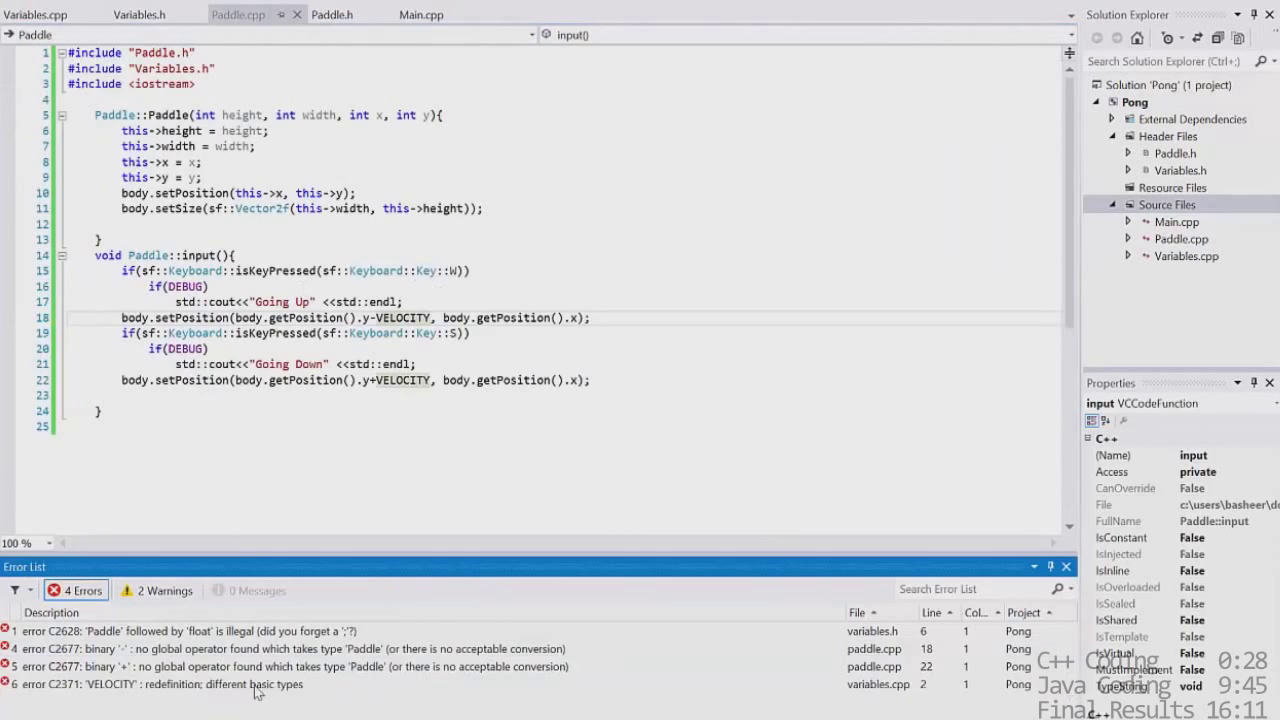 Variables.cpp Variables.h Paddle.cpp Paddle.h Main.cpp
Paddle input()
1 #include "Paddle.h"
2 #include "Variables.h"
3 #include <iostream>
4
5 Paddle::Paddle(int height, int width, int x, int y){
6 this->height = height;
7 this->width = width;
8 this->x = x;
9 this->y = y;
10 body.setPosition(this->x, this->y);
11 body.setSize(sf::Vector2f(this->width, this->height));
12
13 }
14 void Paddle::input(){
15 if(sf::Keyboard::isKeyPressed(sf::Keyboard::Key::W))
16 if(DEBUG)
17 std::cout<<"Going Up" <<std::endl;
18 body.setPosition(body.getPosition().y-VELOCITY, body.getPosition().x);
19 if(sf::Keyboard::isKeyPressed(sf::Keyboard::Key::S))
20 if(DEBUG)
21 std::cout<<"Going Down" <<std::endl;
22 body.setPosition(body.getPosition().y+VELOCITY, body.getPosition().x);
23
24 }
25
100 %
Error List
4 Errors 2 Warnings 0 Messages Search Error List
Description File Line Col... Project
1 error C2628: 'Paddle' followed by 'float' is illegal (did you forget a ';'?) variables.h 6 1 Pong
4 error C2677: binary '-' : no global operator found which takes type 'Paddle' (or there is no acceptable conversion) paddle.cpp 18 1 Pong
5 error C2677: binary '+' : no global operator found which takes type 'Paddle' (or there is no acceptable conversion) paddle.cpp 22 1 Pong
6 error C2371: 'VELOCITY' : redefinition; different basic types variables.cpp 2 1 Pong
Solution Explorer
Search Solution Explorer (Ctrl+;)
Solution 'Pong' (1 project)
Pong
External Dependencies
Header Files
Paddle.h
Variables.h
Resource Files
Source Files
Main.cpp
Paddle.cpp
Variables.cpp
Properties
input VCCodeFunction
C++
(Name) input
Access private
CanOverride False
File c:\users\basheer\do
FullName Paddle::input
IsConstant False
IsInjected False
IsInline False
IsOverloaded False
IsSealed False
IsShared False
IsTemplate False
IsVirtual False
MustImplement False
TypeString void
C++
C++ Coding 0:28
Java Coding 9:45
Final Results 16:11